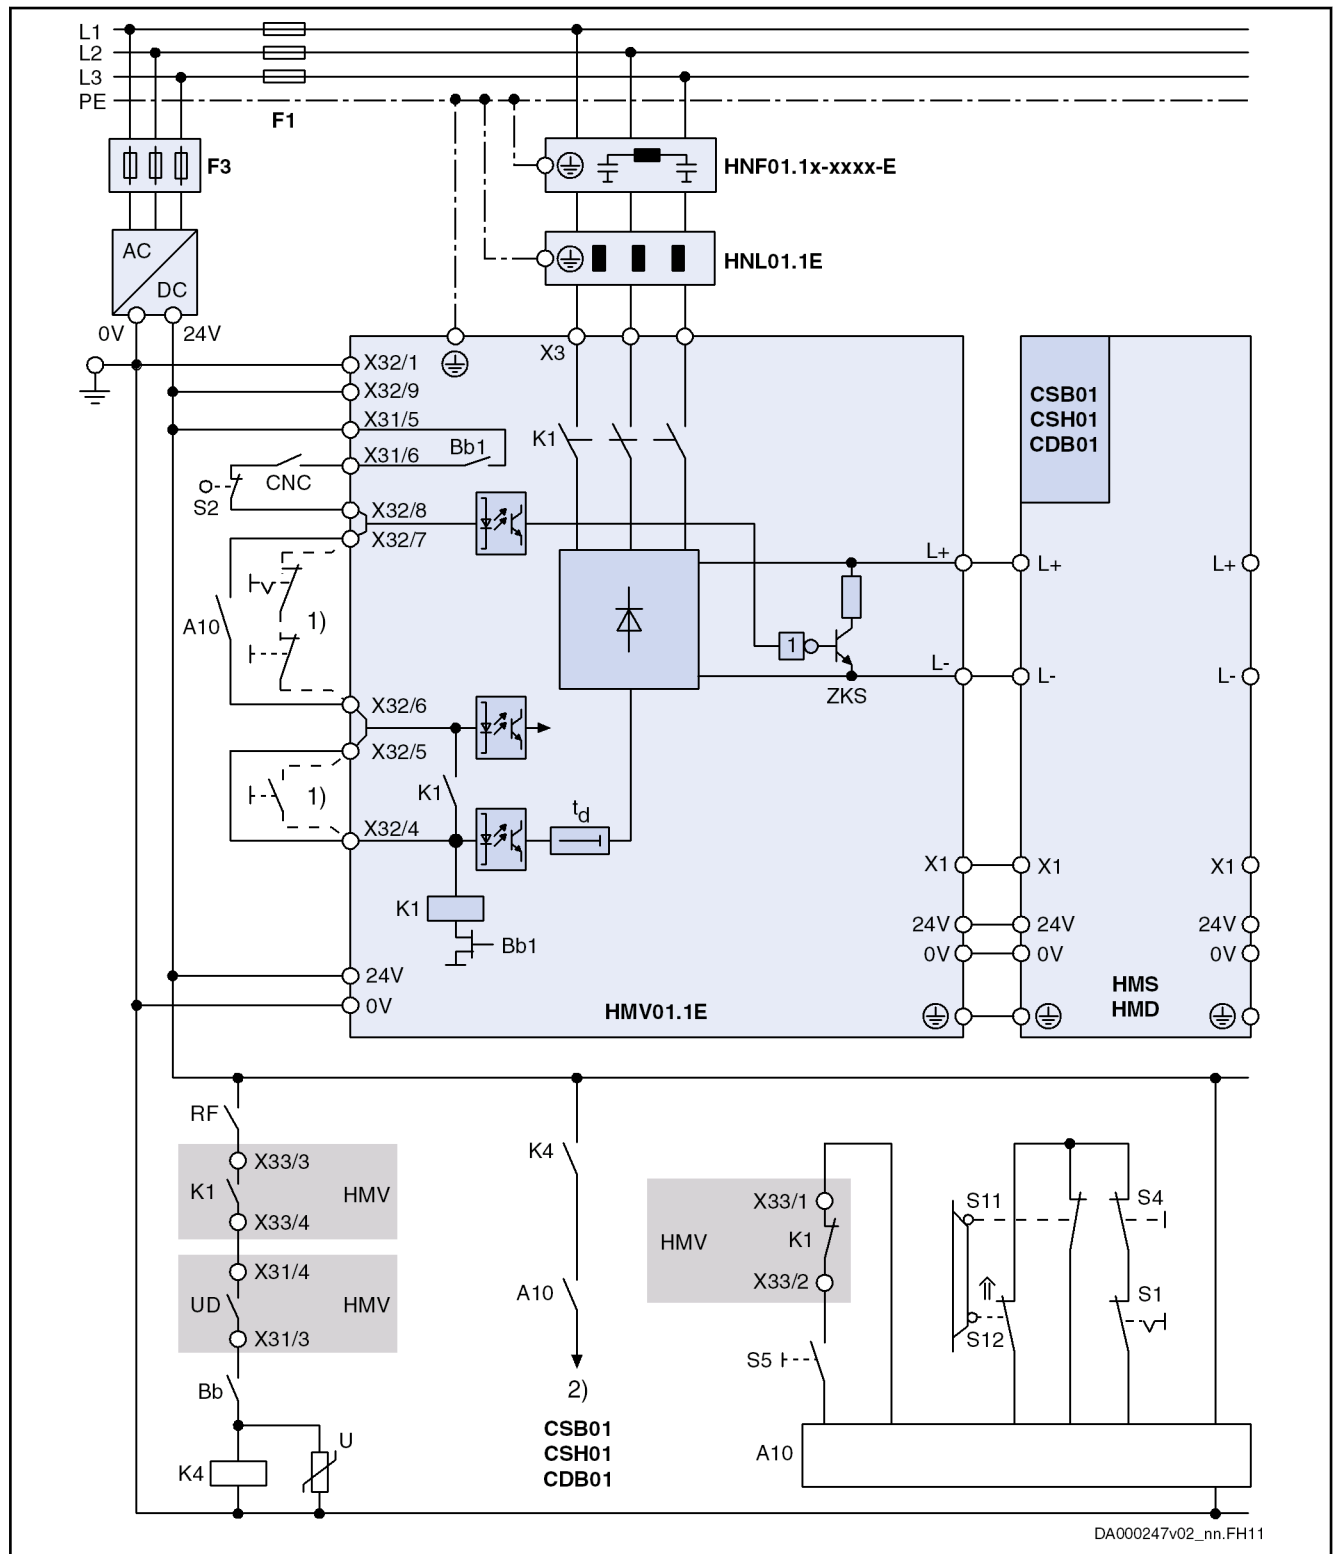 L1
L2
L3
PE
F1
F3
HNF01.1x-xxxx-E
HNL01.1E
AC
DC
0V
24V
X3
X32/1
X32/9
X31/5
X31/6
Bb1
CNC
S2
X32/8
X32/7
K1
CSB01
CSH01
CDB01
A10
1)
L+
L+
L+
1
L-
L-
L-
ZKS
X32/6
X32/5
K1
1)
td
X32/4
K1
Bb1
X1
X1
X1
24V
24V
24V
0V
0V
0V
24V
0V
HMV01.1E
HMS
HMD
RF
X33/3
K1
HMV
X33/4
X31/4
UD
HMV
X31/3
Bb
U
K4
K4
A10
2)
CSB01
CSH01
CDB01
X33/1
HMV
K1
X33/2
S5
S11
S4
S12
S1
A10
DA000247v02_nn.FH11